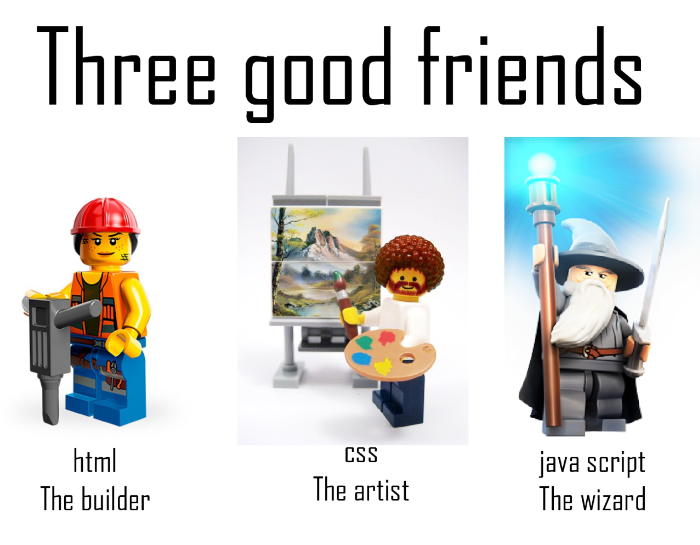 Three good friends
html
The builder
css
The artist
java script
The wizard